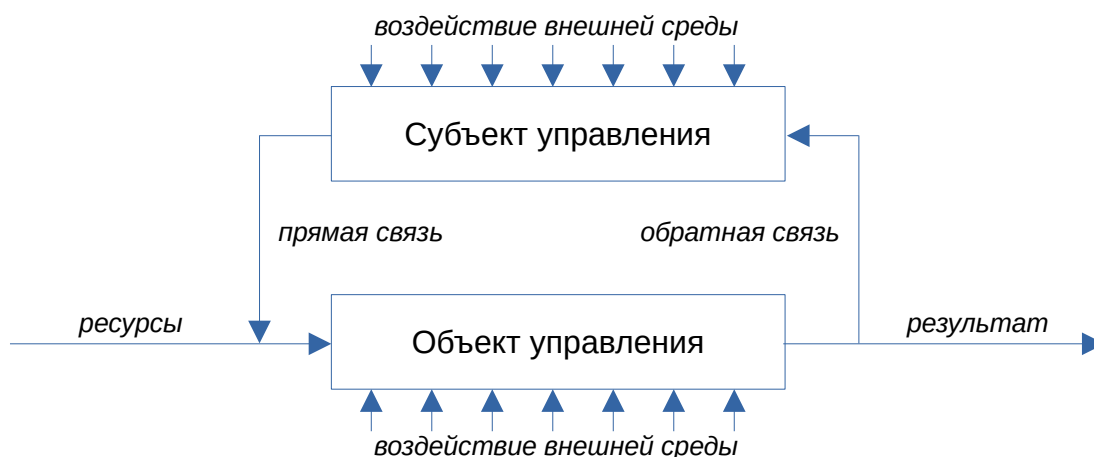 воздействие внешней среды
Субъект управления
прямая связь
обратная связь
ресурсы
Объект управления
результат
воздействие внешней среды